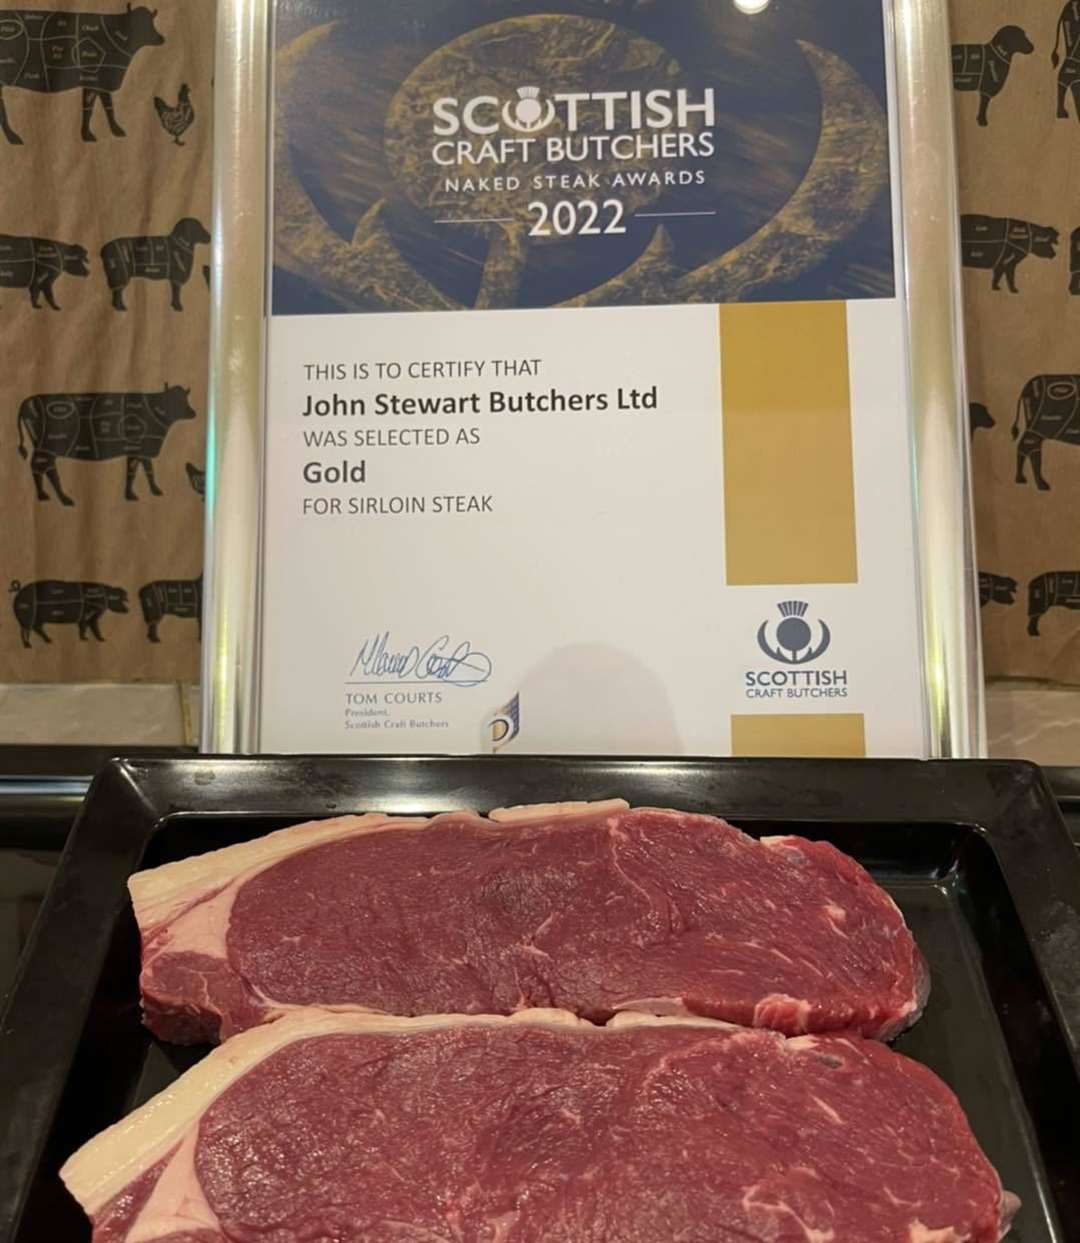 SCOTTISH
CRAFT BUTCHERS
NAKED STEAK AWARDS
2022
THIS IS TO CERTIFY THAT
John Stewart Butchers Ltd
WAS SELECTED AS
Gold
FOR SIRLOIN STEAK
TOM COURTS
President,
Scottish Craft Butchers
D
SCOTTISH
CRAFT BUTCHERS